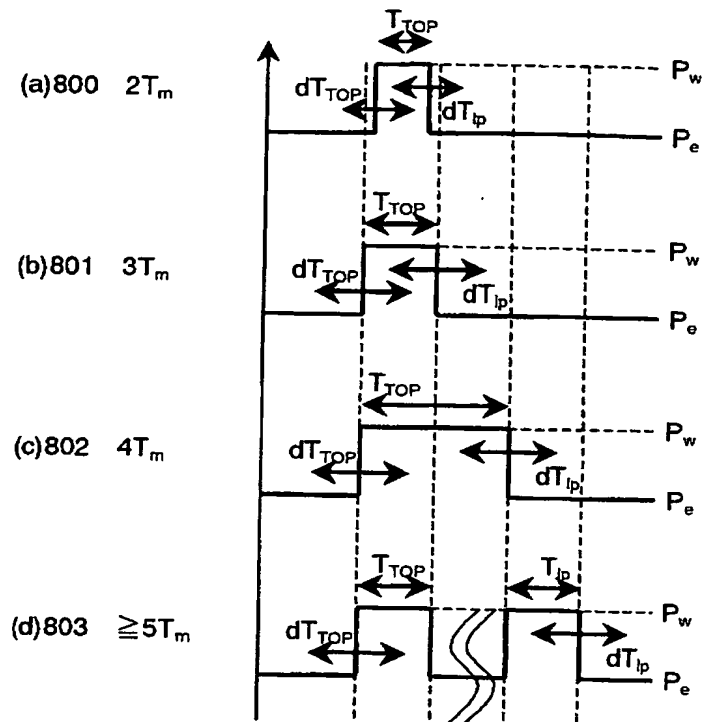 T_TOP
(a)800 2T_m
P_w
dT_TOP
dT_lp
P_e
T_TOP
(b)801 3T_m
P_w
dT_TOP
dT_lp
P_e
T_TOP
(c)802 4T_m
P_w
dT_TOP
dT_lp
P_e
T_TOP
T_lp
(d)803 ≧5T_m
P_w
dT_TOP
dT_lp
P_e